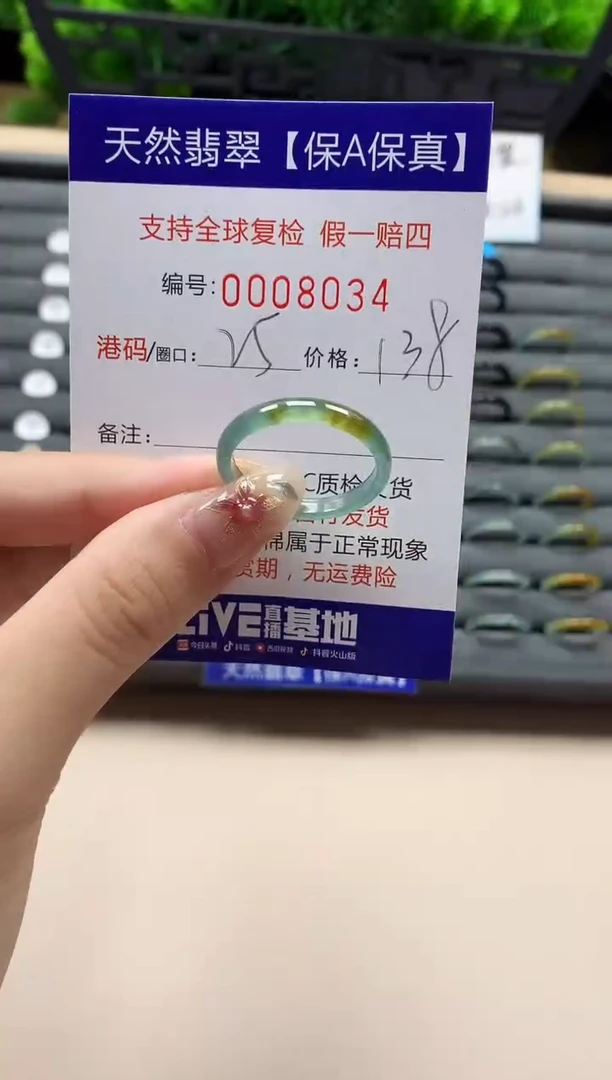 天然翡翠【保A保真】
支持全球复检 假一赔四
编号:0008034
港码/圈口: 25 价格: 138
备注:
C质检发货
发货
棉属于正常现象
货期，无运费险
LIVE直播基地
今日头条 抖音 西瓜视频 抖音火山版
天然翡翠【保A保真】